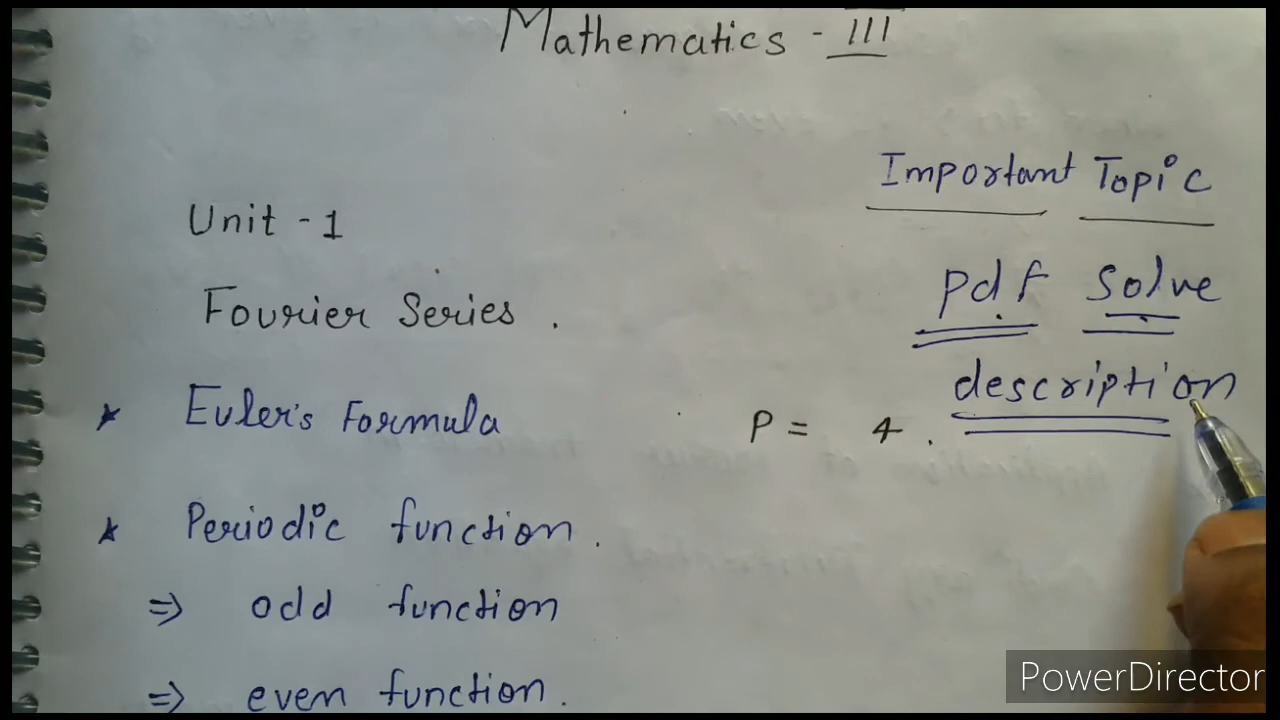 Mathematics - III
Important Topic
Unit - 1
pdf solve
Fourier Series .
description
Euler's Formula
P = 4 .
Periodic function .
⇒ odd function
⇒ even function .
PowerDirector